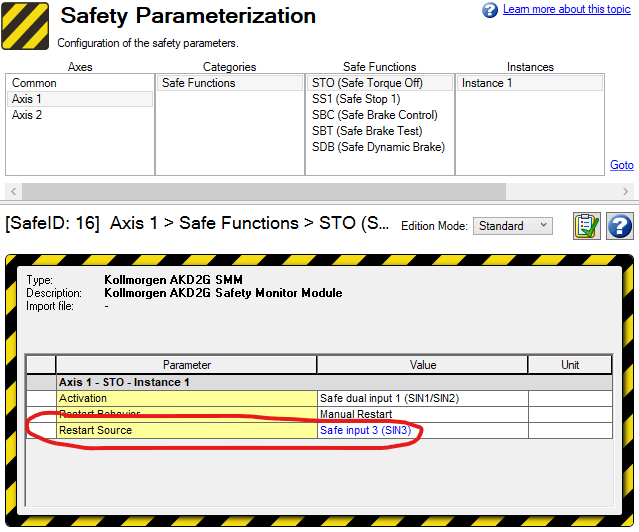 Safety Parameterization
Learn more about this topic
Configuration of the safety parameters.
Axes Categories Safe Functions Instances
Common Safe Functions STO (Safe Torque Off) Instance 1
Axis 1 SS1 (Safe Stop 1)
Axis 2 SBC (Safe Brake Control)
SBT (Safe Brake Test)
SDB (Safe Dynamic Brake)
Goto
[SafeID: 16] Axis 1 > Safe Functions > STO (S... Edition Mode: Standard
Type: Kollmorgen AKD2G SMM
Description: Kollmorgen AKD2G Safety Monitor Module
Import file: -
Parameter Value Unit
Axis 1 - STO - Instance 1
Activation Safe dual input 1 (SIN1/SIN2)
Restart Behavior Manual Restart
Restart Source Safe input 3 (SIN3)